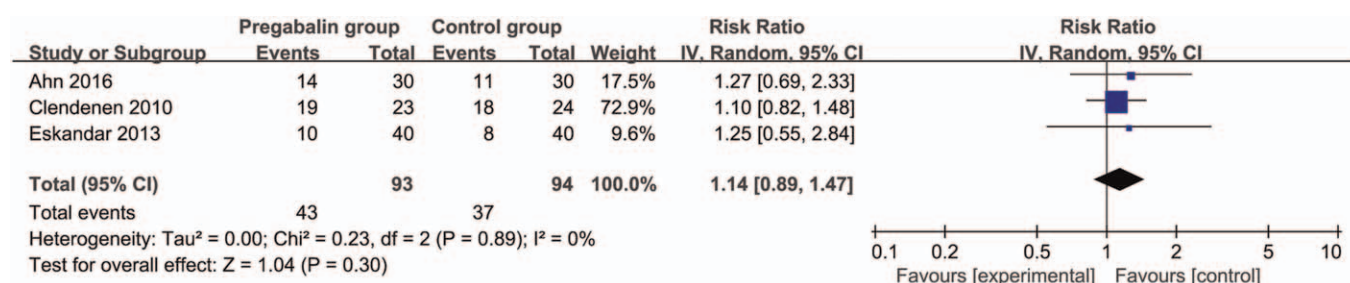 Pregabalin group Control group Risk Ratio Risk Ratio
Study or Subgroup Events Total Events Total Weight IV, Random, 95% CI IV, Random, 95% CI
Ahn 2016 14 30 11 30 17.5% 1.27 [0.69, 2.33]
Clendenen 2010 19 23 18 24 72.9% 1.10 [0.82, 1.48]
Eskandar 2013 10 40 8 40 9.6% 1.25 [0.55, 2.84]
Total (95% CI) 93 94 100.0% 1.14 [0.89, 1.47]
Total events 43 37
Heterogeneity: Tau² = 0.00; Chi² = 0.23, df = 2 (P = 0.89); I² = 0%
Test for overall effect: Z = 1.04 (P = 0.30)
0.1 0.2 0.5 1 2 5 10
Favours [experimental] Favours [control]